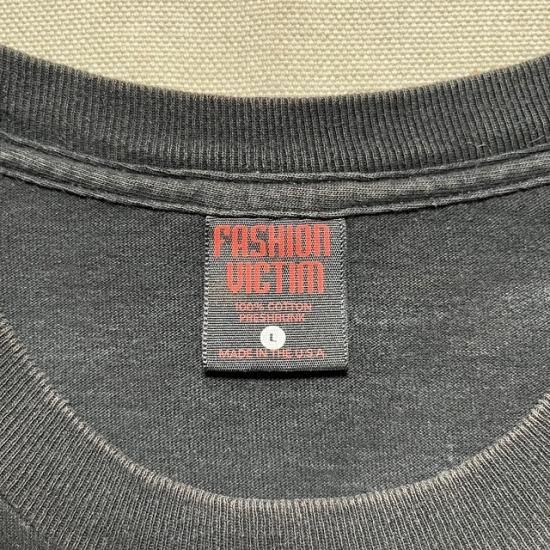 FASHION
VICTIM
100% COTTON
PRESHRUNK
L
MADE IN THE U.S.A